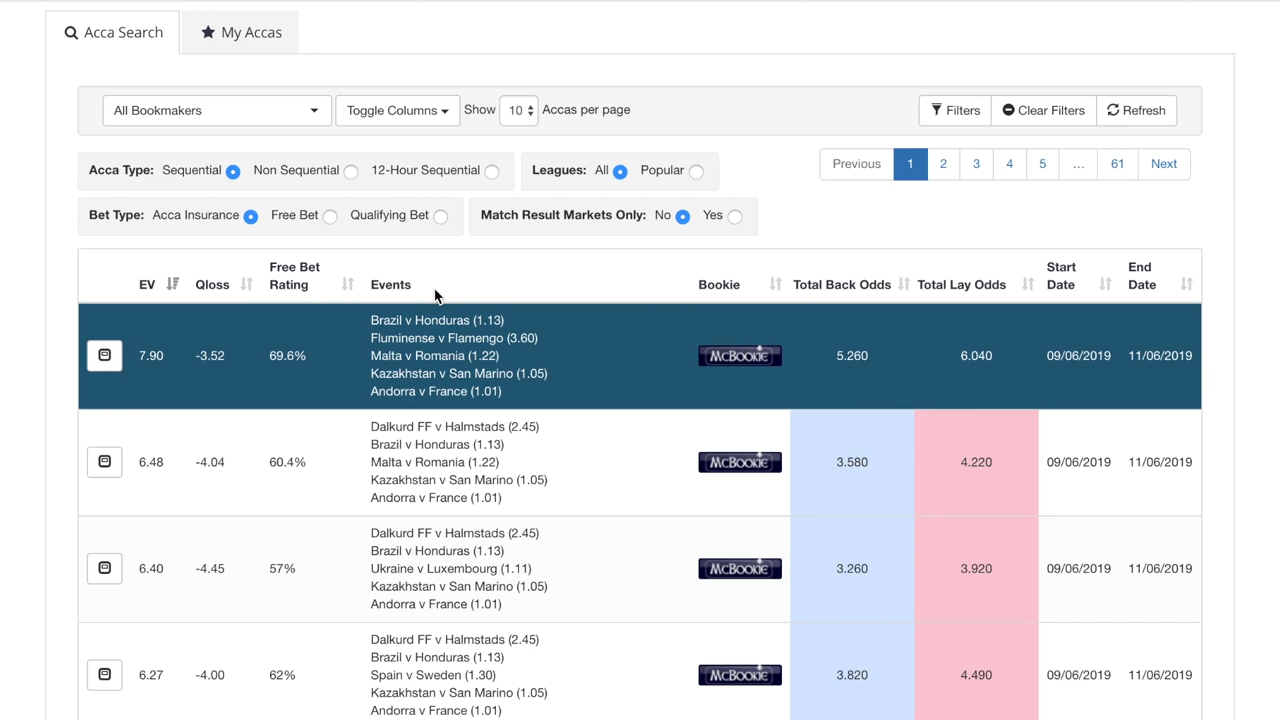 Acca Search
My Accas
All Bookmakers
Toggle Columns
Show 10 Accas per page
Filters
Clear Filters
Refresh
Acca Type: Sequential Non Sequential 12-Hour Sequential
Leagues: All Popular
Previous 1 2 3 4 5 ... 61 Next
Bet Type: Acca Insurance Free Bet Qualifying Bet
Match Result Markets Only: No Yes
EV
Qloss
Free Bet
Rating
Events
Bookie
Total Back Odds
Total Lay Odds
Start
Date
End
Date
7.90
-3.52
69.6%
Brazil v Honduras (1.13)
Fluminense v Flamengo (3.60)
Malta v Romania (1.22)
Kazakhstan v San Marino (1.05)
Andorra v France (1.01)
McBOOKIE
5.260
6.040
09/06/2019
11/06/2019
6.48
-4.04
60.4%
Dalkurd FF v Halmstads (2.45)
Brazil v Honduras (1.13)
Malta v Romania (1.22)
Kazakhstan v San Marino (1.05)
Andorra v France (1.01)
McBOOKIE
3.580
4.220
09/06/2019
11/06/2019
6.40
-4.45
57%
Dalkurd FF v Halmstads (2.45)
Brazil v Honduras (1.13)
Ukraine v Luxembourg (1.11)
Kazakhstan v San Marino (1.05)
Andorra v France (1.01)
McBOOKIE
3.260
3.920
09/06/2019
11/06/2019
6.27
-4.00
62%
Dalkurd FF v Halmstads (2.45)
Brazil v Honduras (1.13)
Spain v Sweden (1.30)
Kazakhstan v San Marino (1.05)
Andorra v France (1.01)
McBOOKIE
3.820
4.490
09/06/2019
11/06/2019